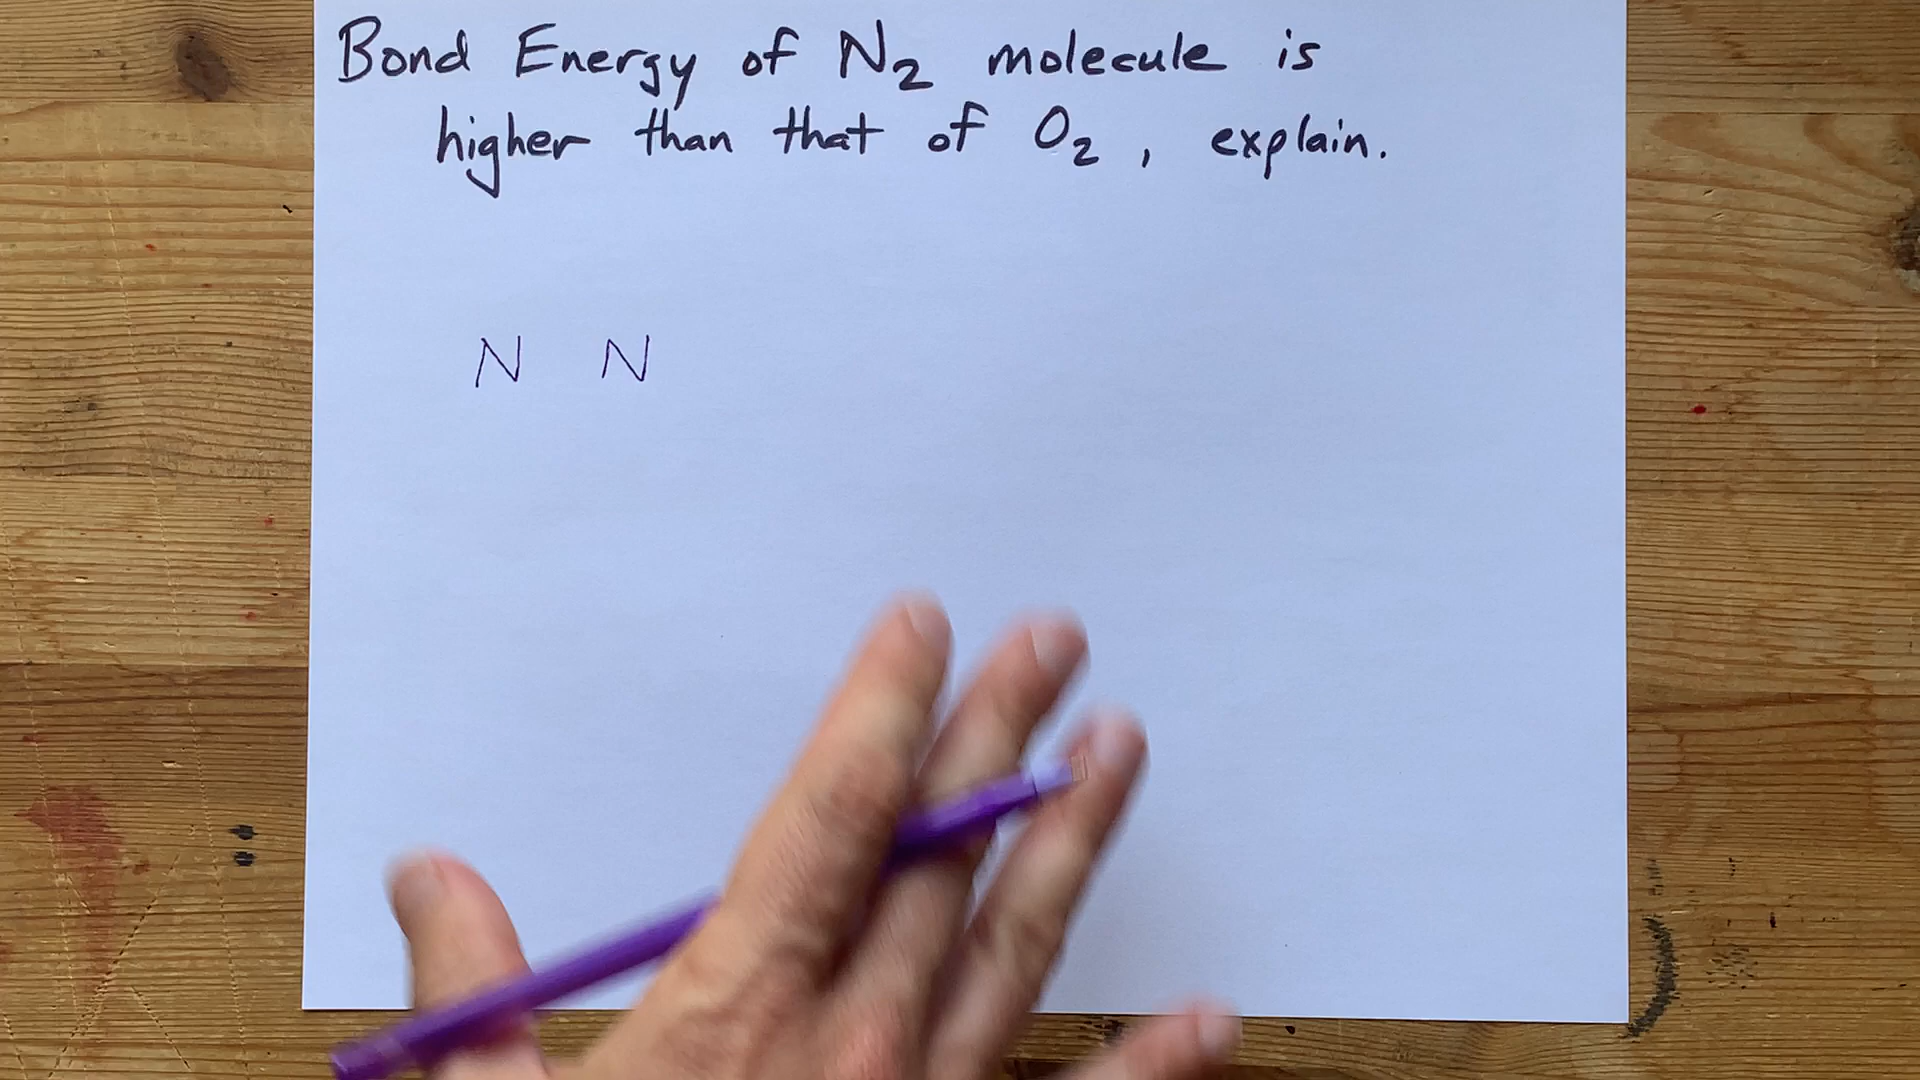 Bond Energy of N₂ molecule is
higher than that of O₂, explain.
N N